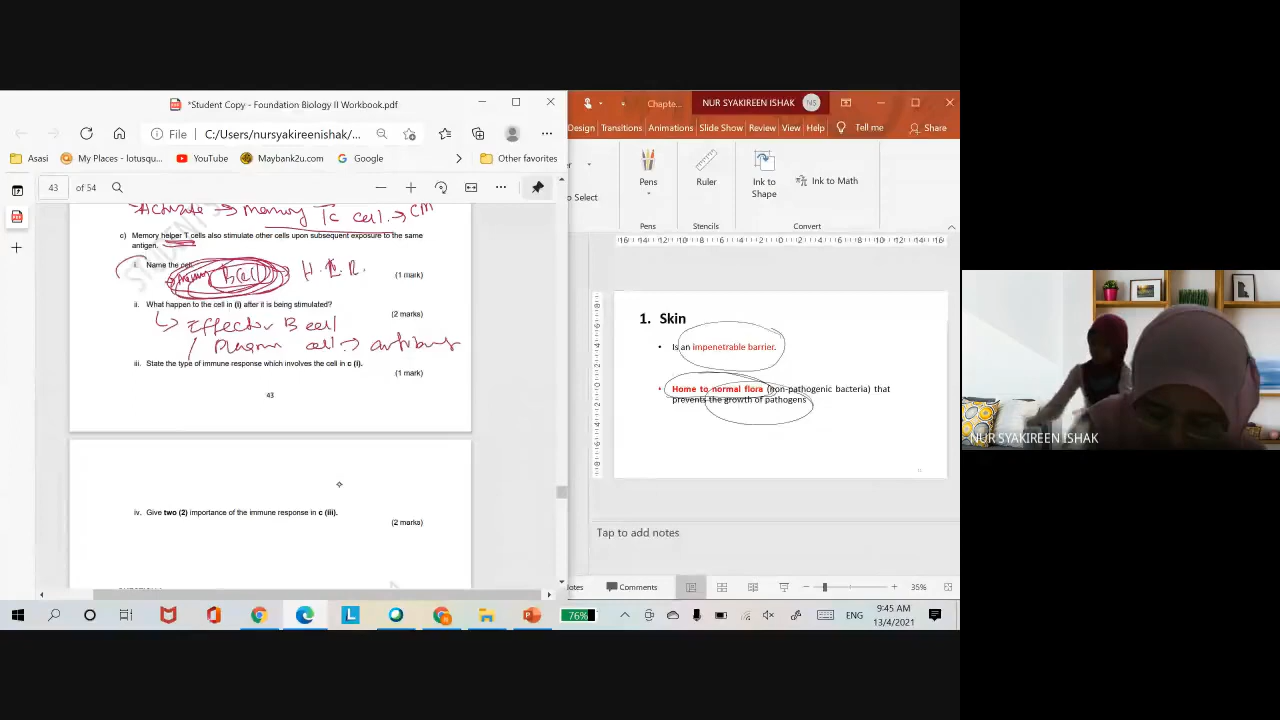 *Student Copy - Foundation Biology II Workbook.pdf
File
C:/Users/nursyakireenishak/...
Asasi
My Places - lotusqu...
YouTube
Maybank2u.com
Google
Other favorites
43
of 54
Activate → memory Tc cell → CM
c) Memory helper T cells also stimulate other cells upon subsequent exposure to the same
antigen.
i. Name the cell
Memory B cell
H. I. R.
(1 mark)
ii. What happen to the cell in (i) after it is being stimulated?
(2 marks)
Effector B cell
/ Plasma cell →
iii. State the type of immune response which involves the cell in c (i).
(1 mark)
43
iv. Give two (2) importance of the immune response in c (iii).
(2 marks)
Chapte...
NUR SYAKIREEN ISHAK
NS
Design
Transitions
Animations
Slide Show
Review
View
Help
Tell me
Share
to Select
Pens
Ruler
Ink to
Shape
Ink to Math
Pens
Stencils
Convert
1. Skin
• Is an impenetrable barrier.
• Home to normal flora (non-pathogenic bacteria) that
prevents the growth of pathogens
Tap to add notes
Comments
35%
76%
ENG
9:45 AM
13/4/2021
NUR SYAKIREEN ISHAK